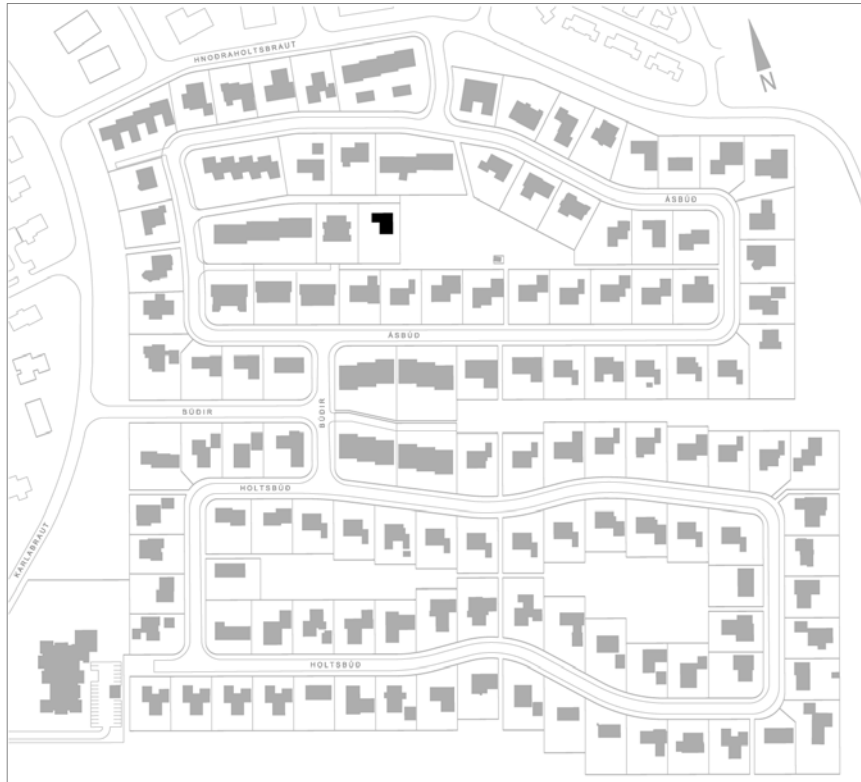 HNOÐRAHOLTSBRAUT
N
ÁSBÚÐ
ÁSBÚÐ
BÚÐIR
BÚÐIR
HOLTSBÚÐ
KARLABRAUT
HOLTSBÚÐ